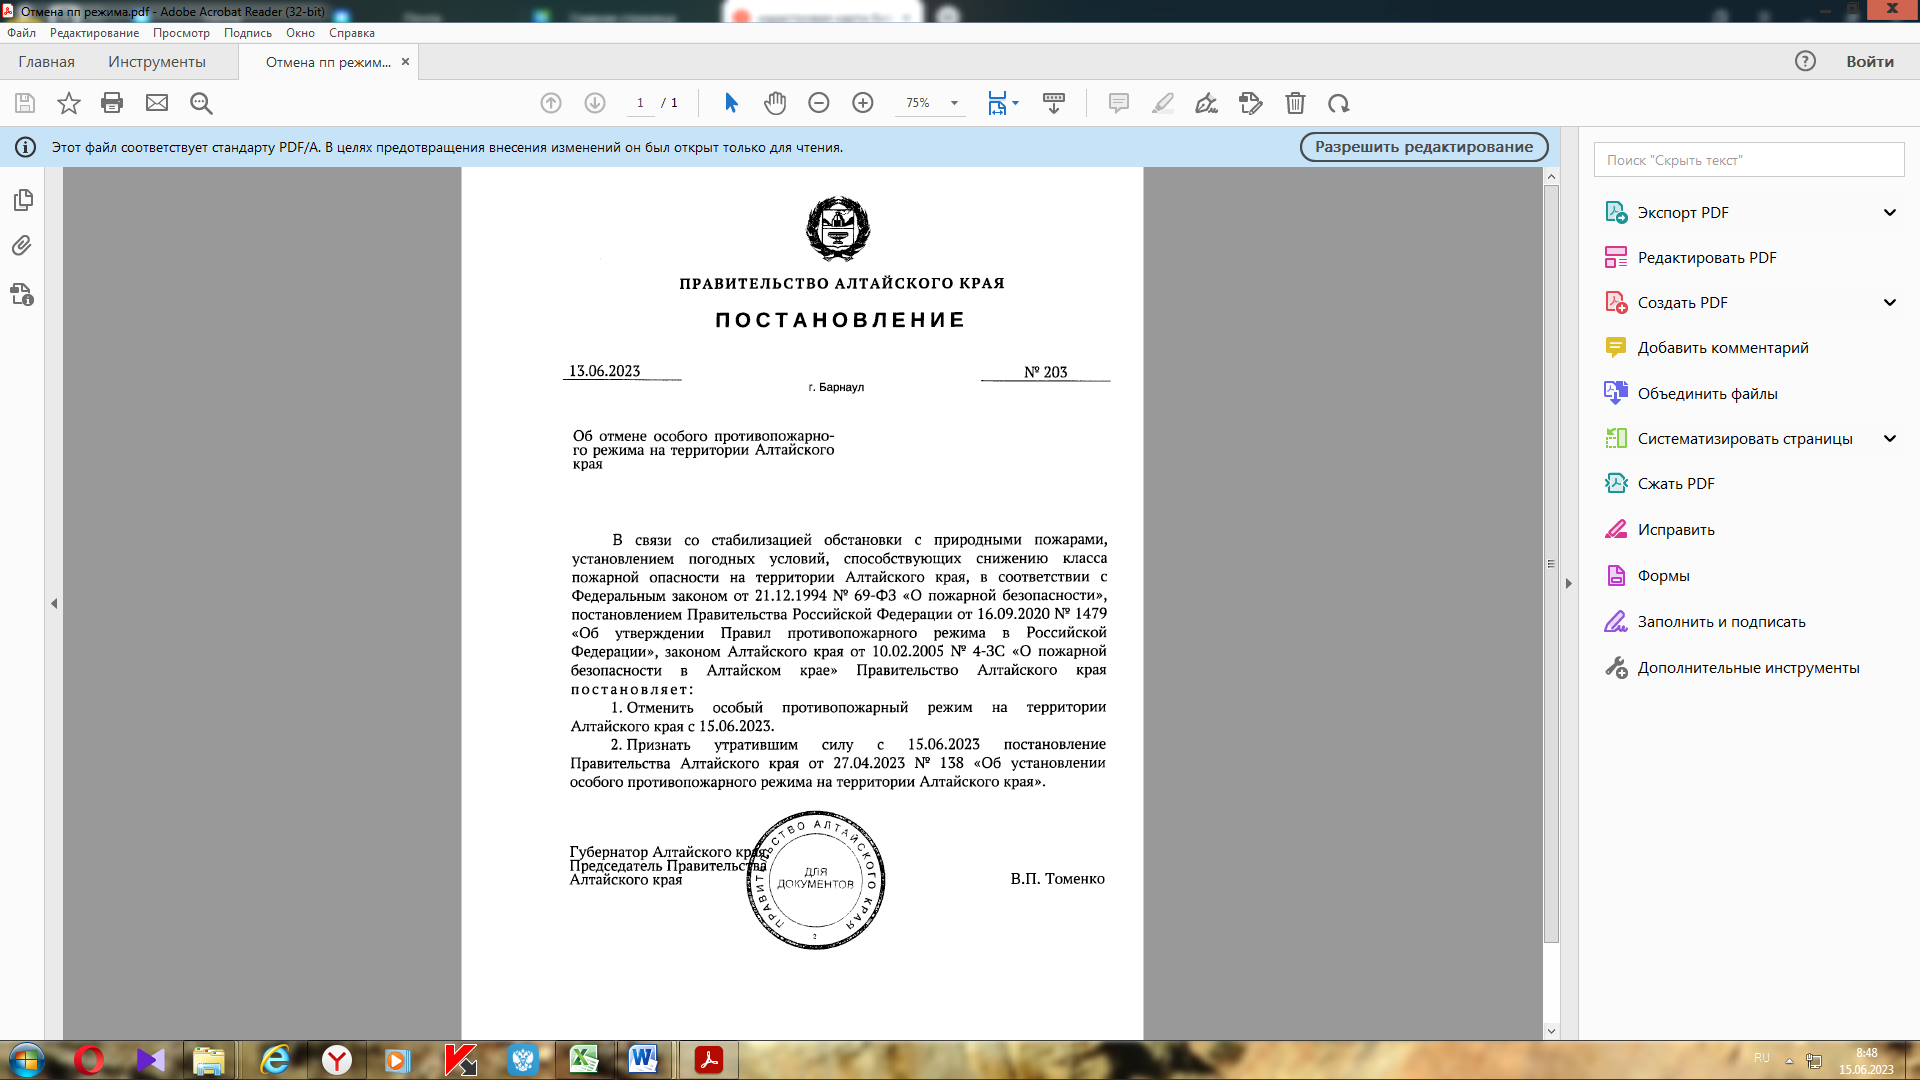 Отмена пп режима.pdf - Adobe Acrobat Reader (32-bit)
Файл Редактирование Просмотр Подпись Окно Справка
Главная Инструменты Отмена пп режим... × ? Войти
1 / 1 75%
Этот файл соответствует стандарту PDF/A. В целях предотвращения внесения изменений он был открыт только для чтения. Разрешить редактирование
Поиск "Скрыть текст"
Экспорт PDF
Редактировать PDF
Создать PDF
Добавить комментарий
Объединить файлы
Систематизировать страницы
Сжать PDF
Исправить
Формы
Заполнить и подписать
Дополнительные инструменты
ПРАВИТЕЛЬСТВО АЛТАЙСКОГО КРАЯ
ПОСТАНОВЛЕНИЕ
13.06.2023 № 203
г. Барнаул
Об отмене особого противопожарно-
го режима на территории Алтайского
края
В связи со стабилизацией обстановки с природными пожарами,
установлением погодных условий, способствующих снижению класса
пожарной опасности на территории Алтайского края, в соответствии с
Федеральным законом от 21.12.1994 № 69-ФЗ «О пожарной безопасности»,
постановлением Правительства Российской Федерации от 16.09.2020 № 1479
«Об утверждении Правил противопожарного режима в Российской
Федерации», законом Алтайского края от 10.02.2005 № 4-ЗС «О пожарной
безопасности в Алтайском крае» Правительство Алтайского края
постановляет:
1. Отменить особый противопожарный режим на территории
Алтайского края с 15.06.2023.
2. Признать утратившим силу с 15.06.2023 постановление
Правительства Алтайского края от 27.04.2023 № 138 «Об установлении
особого противопожарного режима на территории Алтайского края».
Губернатор Алтайского края,
Председатель Правительства
Алтайского края В.П. Томенко
ПРАВИТЕЛЬСТВО АЛТАЙСКОГО КРАЯ
ДЛЯ
ДОКУМЕНТОВ
2
RU
8:48
15.06.2023